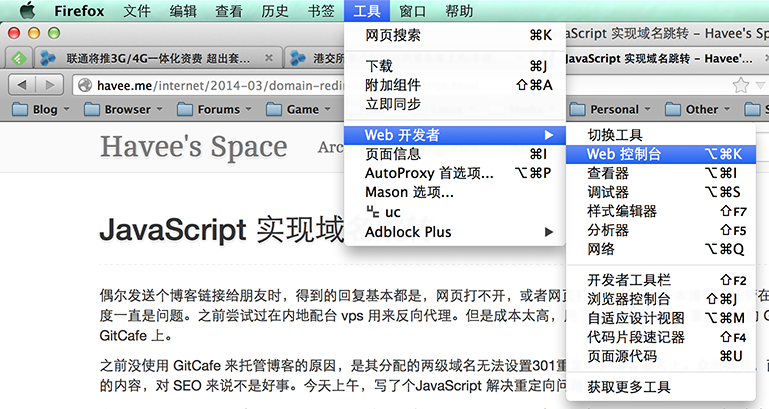 Firefox 文件 编辑 查看 历史 书签 工具 窗口 帮助
JavaScript 实现域名跳转 – Havee's Space
联通将推3G/4G一体化资费 超出套…
港交所
JavaScript 实现域名跳转 – Havee's…
havee.me/internet/2014-03/domain-redi
Blog Browser Forums Game Personal Other
网页搜索 ⌘K
下载 ⌘J
附加组件 ⇧⌘A
立即同步
Web 开发者
页面信息 ⌘I
AutoProxy 首选项... ⌥⌘P
Mason 选项...
uc
Adblock Plus
切换工具
Web 控制台 ⌥⌘K
查看器 ⌥⌘I
调试器 ⌥⌘S
样式编辑器 ⇧F7
分析器 ⇧F5
网络 ⌥⌘Q
开发者工具栏 ⇧F2
浏览器控制台 ⇧⌘J
自适应设计视图 ⌥⌘M
代码片段速记器 ⇧F4
页面源代码 ⌘U
获取更多工具
Havee's Space Arc
JavaScript 实现域
偶尔发送个博客链接给朋友时，得到的回复基本都是，网页打不开，或者网页
度一直是问题。之前尝试过在内地配台 vps 用来反向代理。但是成本太高，
GitCafe 上。
之前没使用 GitCafe 来托管博客的原因，是其分配的两级域名无法设置301重
的内容，对 SEO 来说不是好事。今天上午，写了个JavaScript 解决重定向问